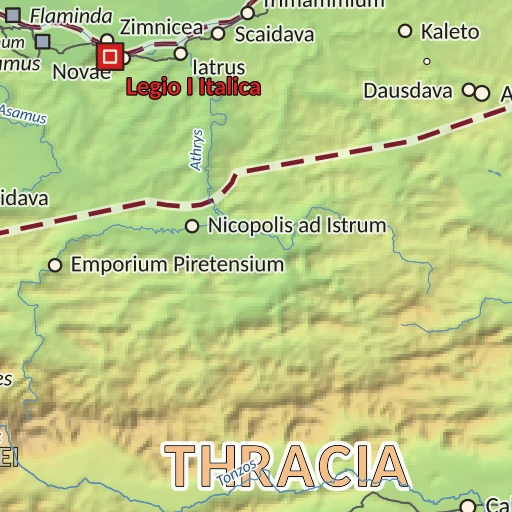 Flaminda
Trimammium
Zimnicea
Scaidava
Kaleto
Novae
Iatrus
Legio I Italica
Dausdava
Asamus
Athrys
Nicopolis ad Istrum
Emporium Piretensium
THRACIA
Tonzos